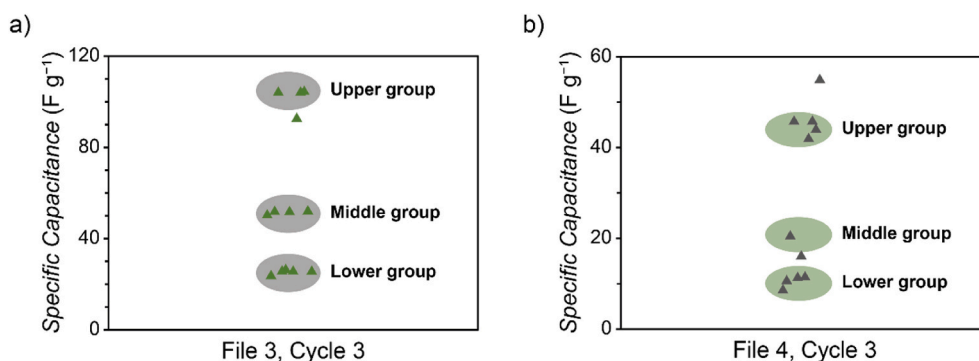 a)
Specific Capacitance (F g⁻¹)
120
80
40
0
Upper group
Middle group
Lower group
File 3, Cycle 3
b)
Specific Capacitance (F g⁻¹)
60
40
20
0
Upper group
Middle group
Lower group
File 4, Cycle 3